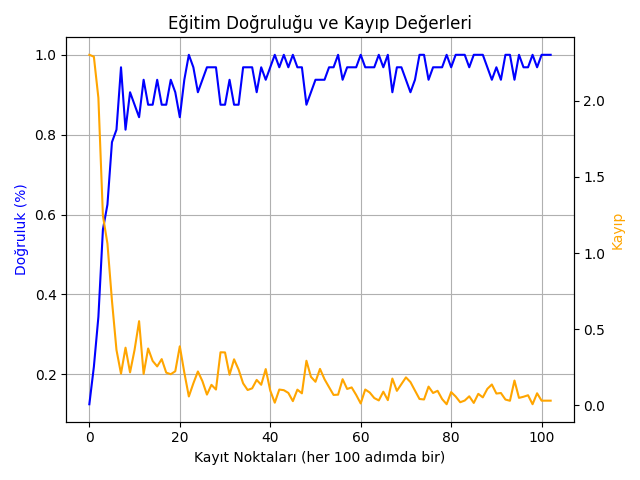 Eğitim Doğruluğu ve Kayıp Değerleri
1.0
0.8
0.6
0.4
0.2
Doğruluk (%)
2.0
1.5
1.0
0.5
0.0
Kayıp
0 20 40 60 80 100
Kayıt Noktaları (her 100 adımda bir)